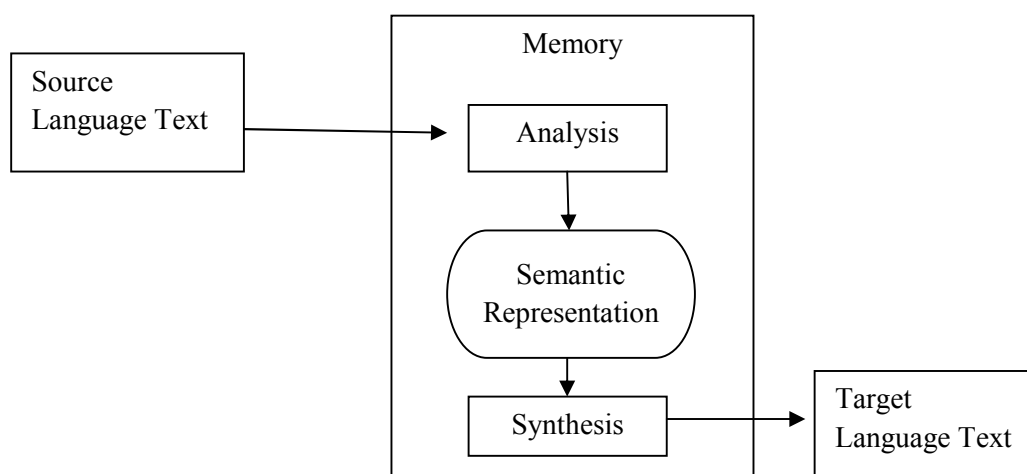 Memory
Source
Language Text
Analysis
Semantic
Representation
Synthesis
Target
Language Text